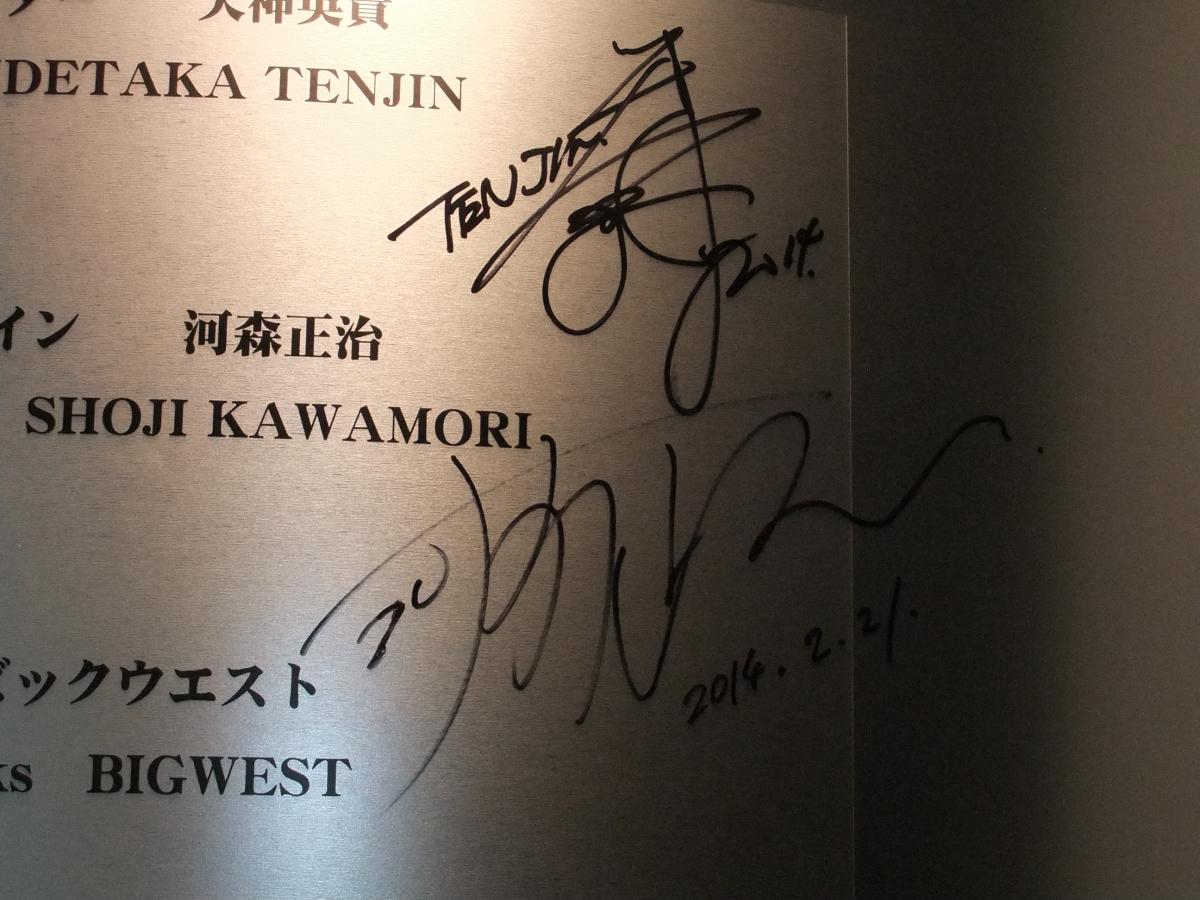 天神英貴
IDETAKA TENJIN
TENJIN.
2014.
イン 河森正治
SHOJI KAWAMORI
2014.2.21.
ビックウエスト
ks BIGWEST